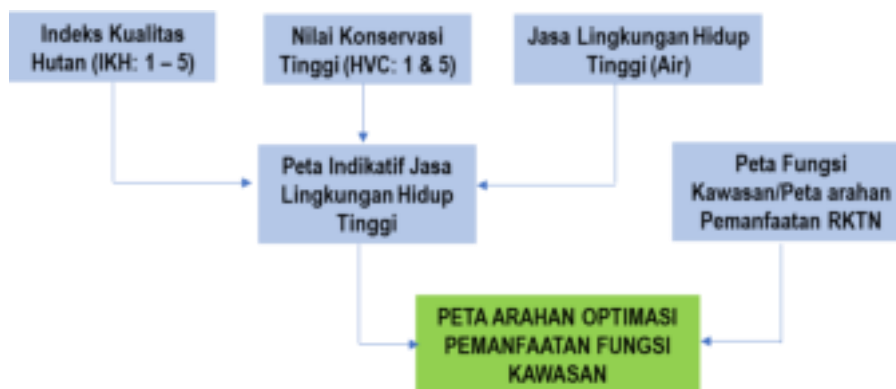 Indeks Kualitas
Hutan (IKH: 1 – 5)
Nilai Konservasi
Tinggi (HVC: 1 & 5)
Jasa Lingkungan Hidup
Tinggi (Air)
Peta Indikatif Jasa
Lingkungan Hidup
Tinggi
Peta Fungsi
Kawasan/Peta arahan
Pemanfaatan RKTN
PETA ARAHAN OPTIMASI
PEMANFAATAN FUNGSI
KAWASAN